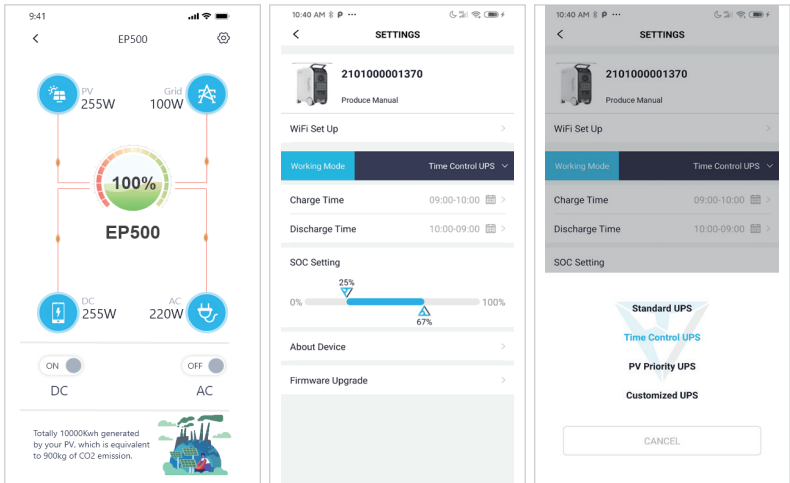 9:41
EP500
PV
255W
Grid
100W
100%
EP500
DC
255W
AC
220W
ON
OFF
DC
AC
Totally 10000Kwh generated
by your PV, which is equivalent
to 900kg of CO2 emission.
10:40 AM
SETTINGS
2101000001370
Produce Manual
WiFi Set Up
Working Mode Time Control UPS
Charge Time 09:00-10:00
Discharge Time 10:00-09:00
SOC Setting
25%
0% 100%
67%
About Device
Firmware Upgrade
10:40 AM
SETTINGS
2101000001370
Produce Manual
WiFi Set Up
Working Mode Time Control UPS
Charge Time 09:00-10:00
Discharge Time 10:00-09:00
SOC Setting
Standard UPS
Time Control UPS
PV Priority UPS
Customized UPS
CANCEL